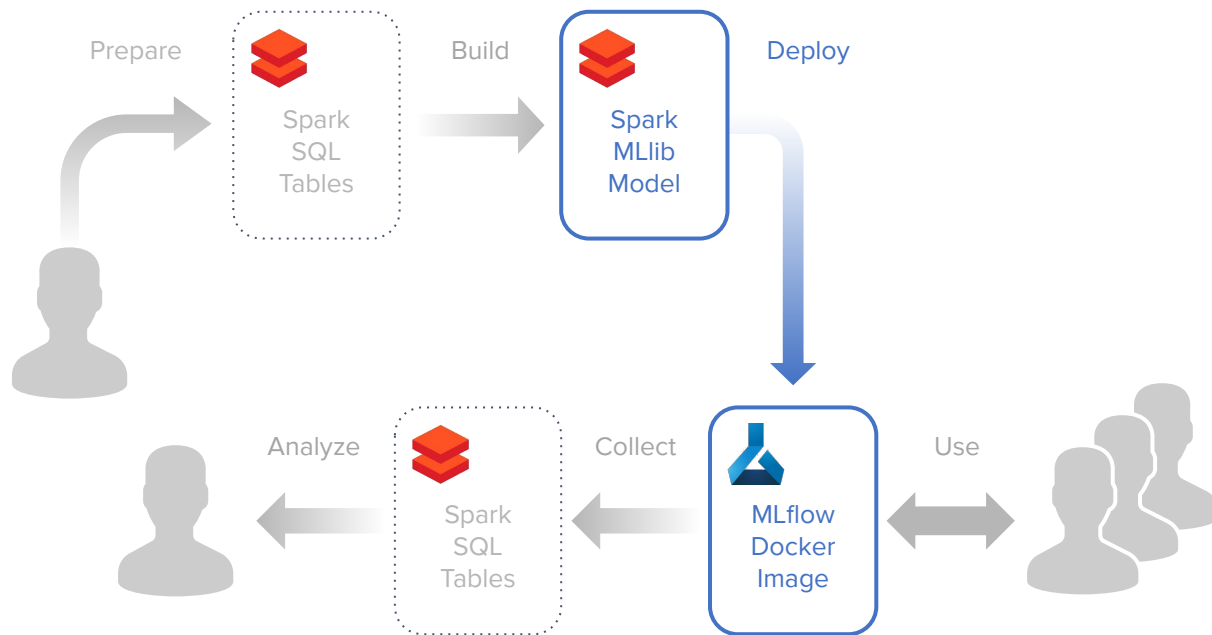 Prepare
Spark
SQL
Tables
Build
Spark
MLlib
Model
Deploy
Analyze
Spark
SQL
Tables
Collect
MLflow
Docker
Image
Use